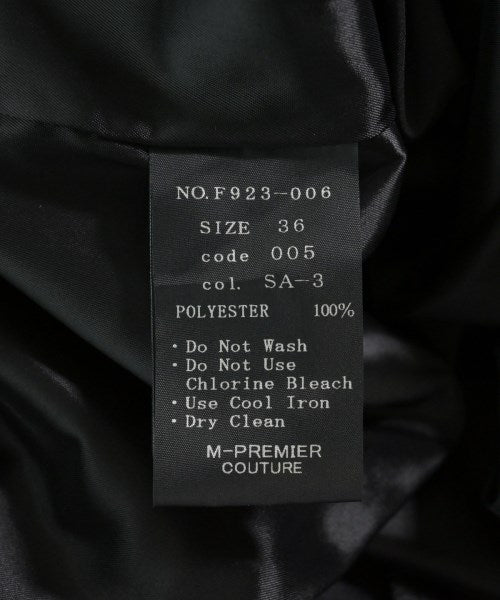 NO.F923-006
SIZE 36
code 005
col. SA-3
POLYESTER 100%
・Do Not Wash
・Do Not Use
Chlorine Bleach
・Use Cool Iron
・Dry Clean
M-PREMIER
COUTURE